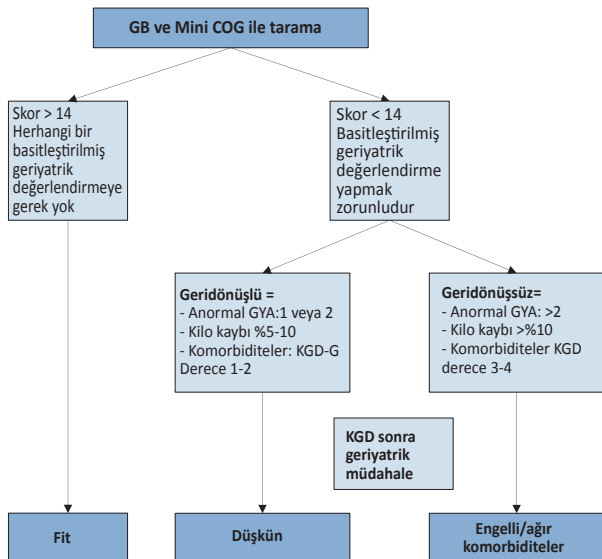 GB ve Mini COG ile tarama
Skor > 14
Herhangi bir
basitleştirilmiş
geriyatrik
değerlendirmeye
gerek yok
Skor < 14
Basitleştirilmiş
geriyatrik
değerlendirme
yapmak
zorunludur
Geridönüşlü =
- Anormal GYA:1 veya 2
- Kilo kaybı %5-10
- Komorbiditeler: KGD-G
Derece 1-2
Geridönüşsüz=
- Anormal GYA: >2
- Kilo kaybı >%10
- Komorbiditeler KGD
derece 3-4
KGD sonra
geriyatrik
müdahale
Fit
Düşkün
Engelli/ağır
komorbiditeler